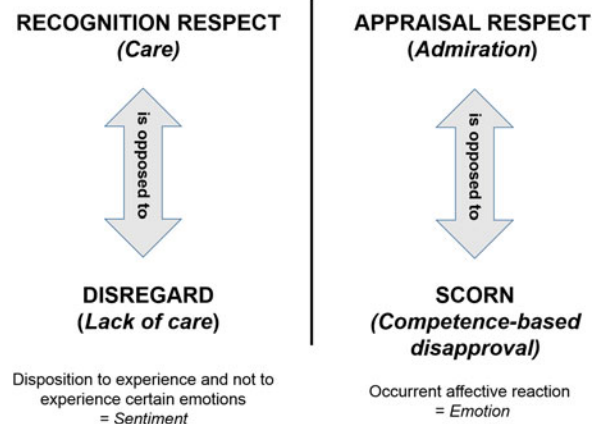 RECOGNITION RESPECT
(Care)
is opposed to
DISREGARD
(Lack of care)
Disposition to experience and not to
experience certain emotions
= Sentiment
APPRAISAL RESPECT
(Admiration)
is opposed to
SCORN
(Competence-based
disapproval)
Occurrent affective reaction
= Emotion